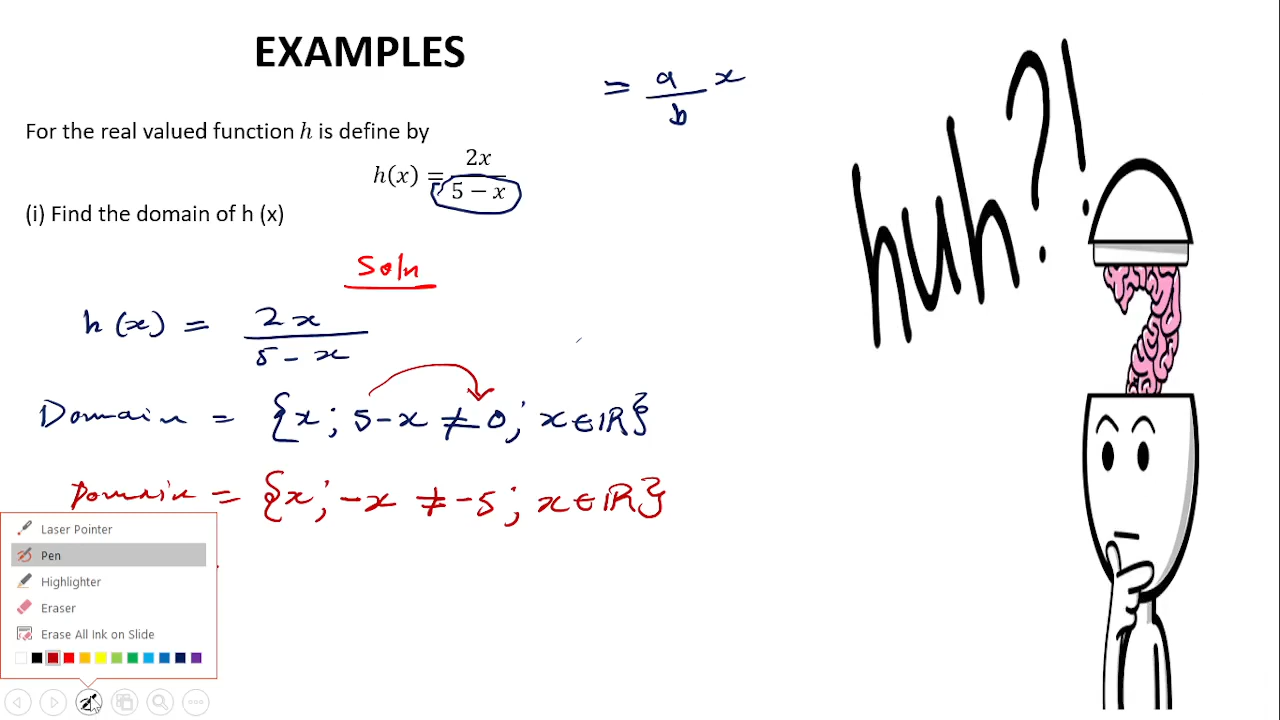 EXAMPLES
= a/b x
For the real valued function h is define by
h(x) = 2x / 5 − x
(i) Find the domain of h (x)
Soln
h(x) = 2x / 5 - x
Domain = {x; 5-x ≠ 0; x∈ℝ}
Domain = {x; -x ≠ -5; x∈ℝ}
huh?!
Laser Pointer
Pen
Highlighter
Eraser
Erase All Ink on Slide